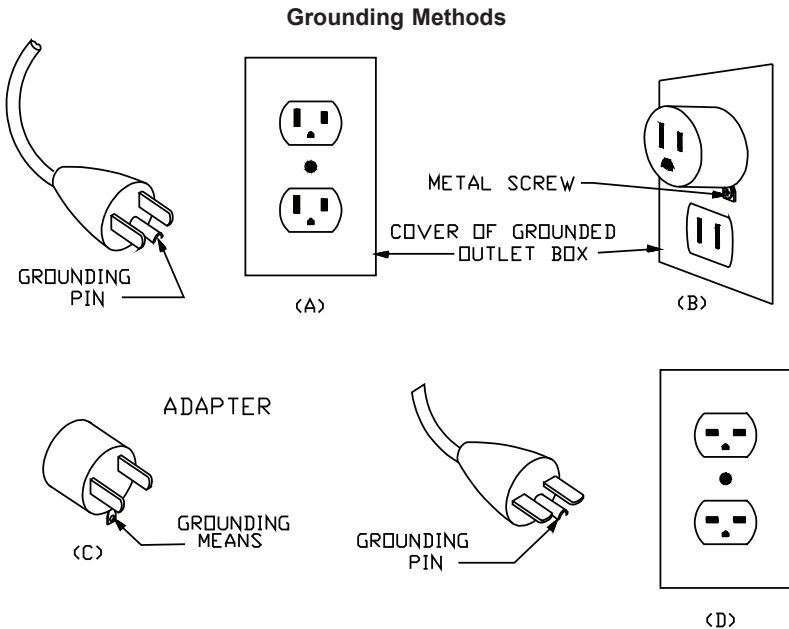 Grounding Methods
METAL SCREW
COVER OF GROUNDED
OUTLET BOX
GROUNDING
PIN
(A)
(B)
ADAPTER
GROUNDING
MEANS
(C)
GROUNDING
PIN
(D)